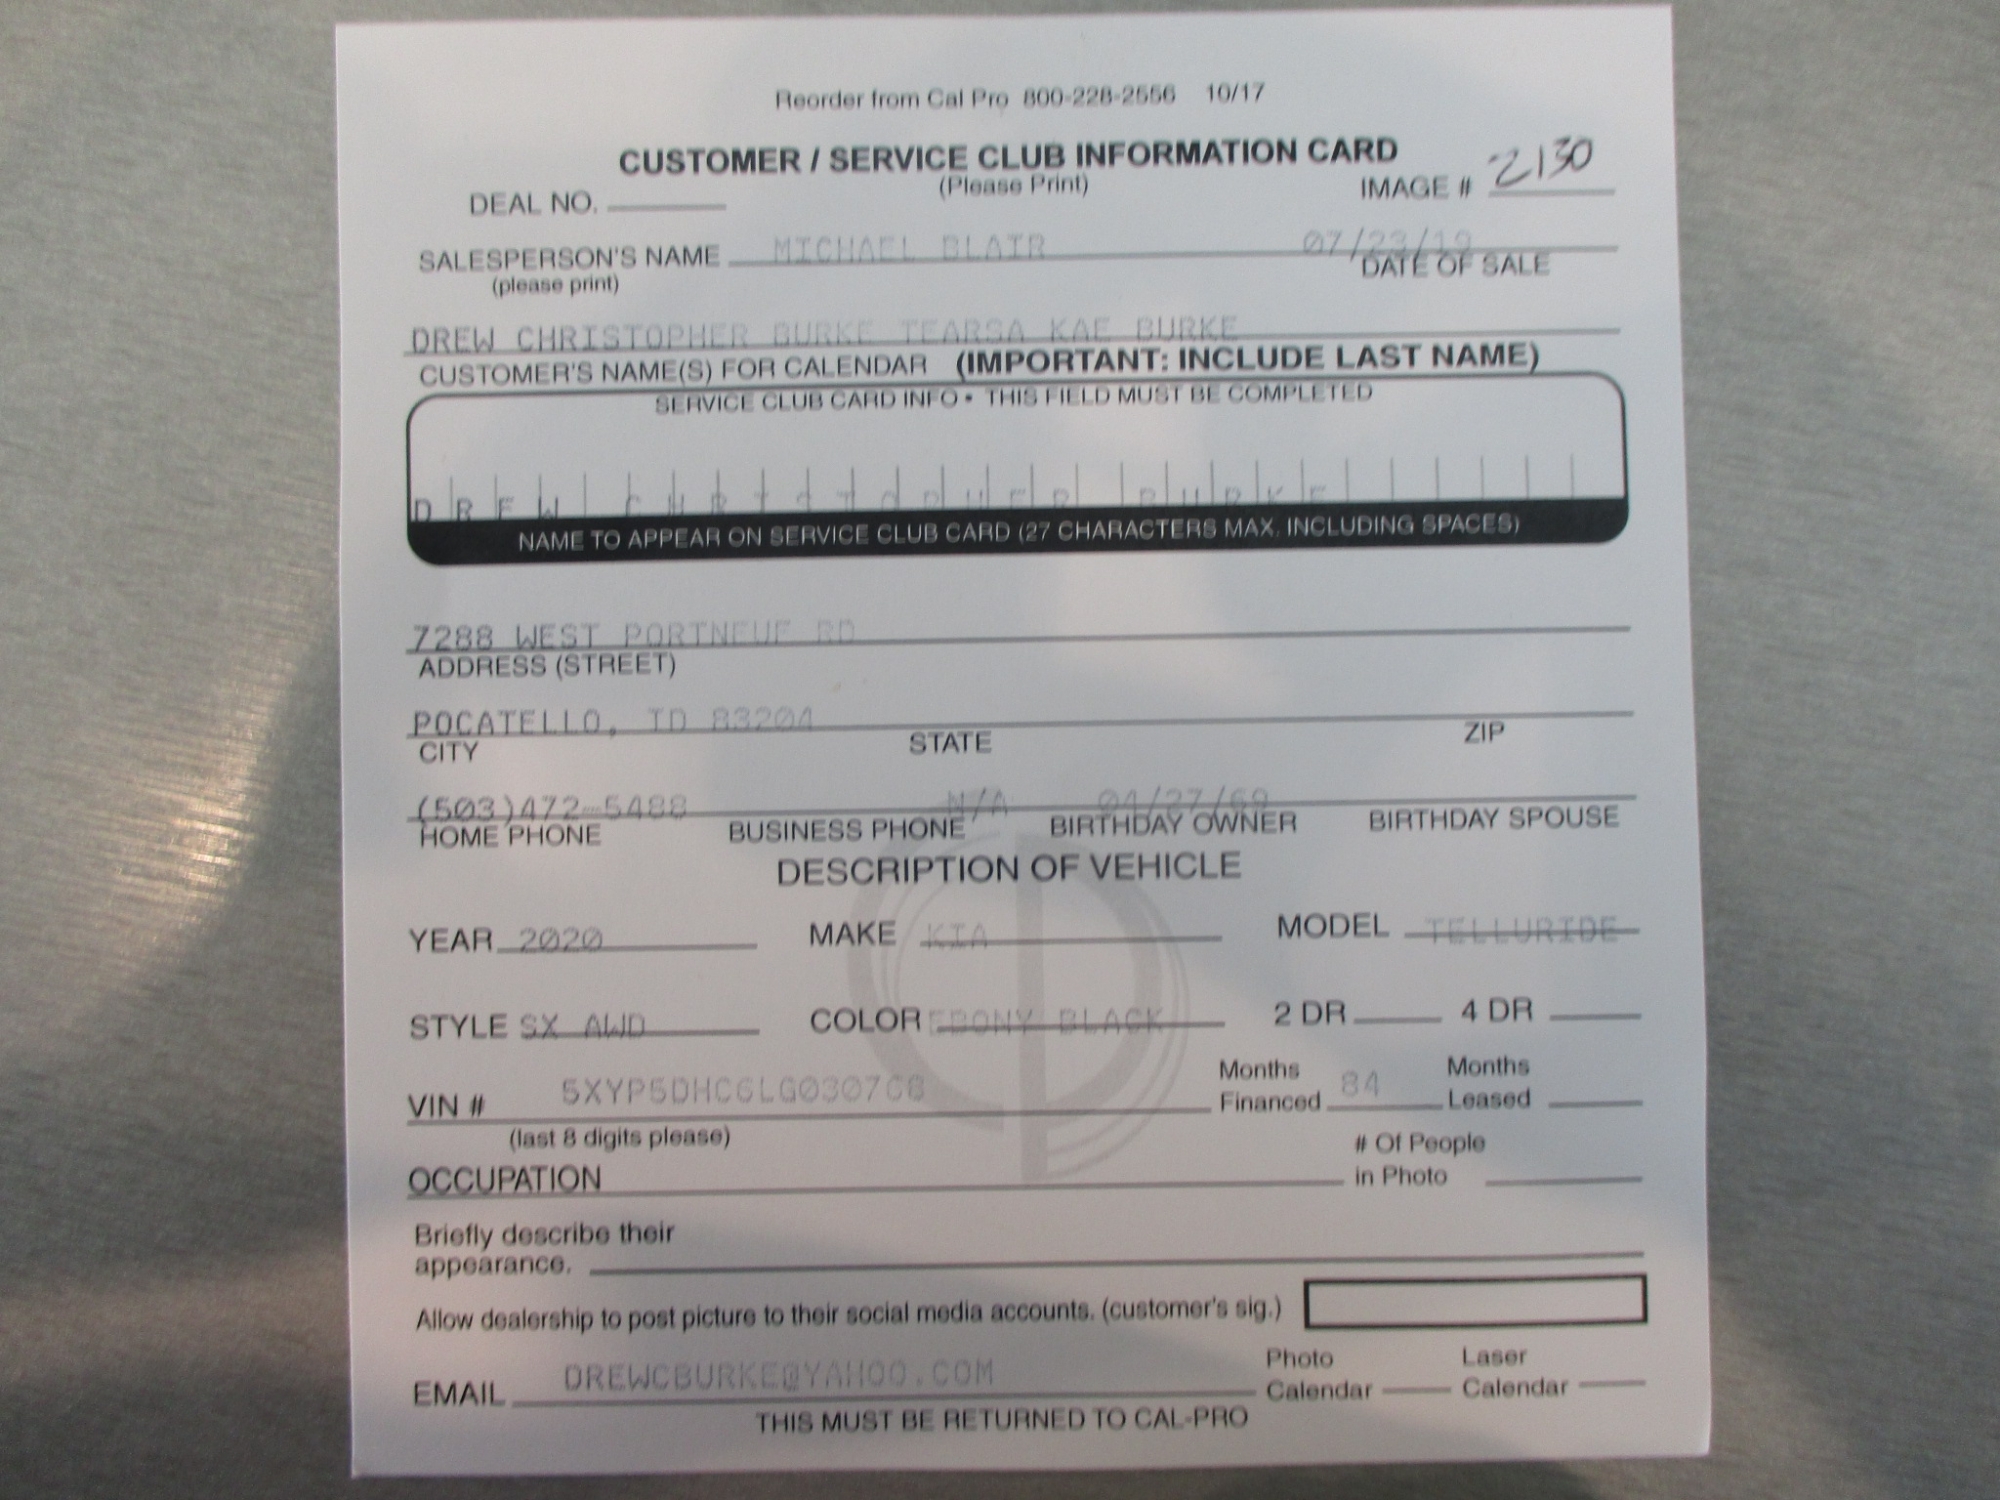 Reorder from Cal Pro 800-228-2556 10/17
CUSTOMER / SERVICE CLUB INFORMATION CARD
(Please Print)
IMAGE # 2130
DEAL NO.
SALESPERSON'S NAME MICHAEL BLAIR 07/23/19
(please print) DATE OF SALE
DREW CHRISTOPHER BURKE TEARSA KAE BURKE
CUSTOMER'S NAME(S) FOR CALENDAR (IMPORTANT: INCLUDE LAST NAME)
SERVICE CLUB CARD INFO • THIS FIELD MUST BE COMPLETED
DREW CHRISTOPHER BURKE
NAME TO APPEAR ON SERVICE CLUB CARD (27 CHARACTERS MAX. INCLUDING SPACES)
7288 WEST PORTNEUF RD
ADDRESS (STREET)
POCATELLO, ID 83204
CITY STATE ZIP
(503)472-5488 N/A 04/27/69
HOME PHONE BUSINESS PHONE BIRTHDAY OWNER BIRTHDAY SPOUSE
DESCRIPTION OF VEHICLE
YEAR 2020 MAKE KIA MODEL TELLURIDE
STYLE SX AWD COLOR EBONY BLACK 2 DR 4 DR
VIN # 5XYP5DHC6LG030768 Months Financed 84 Months Leased
(last 8 digits please)
OCCUPATION # Of People in Photo
Briefly describe their
appearance.
Allow dealership to post picture to their social media accounts. (customer's sig.)
EMAIL DREWCBURKE@YAHOO.COM Photo Calendar Laser Calendar
THIS MUST BE RETURNED TO CAL-PRO